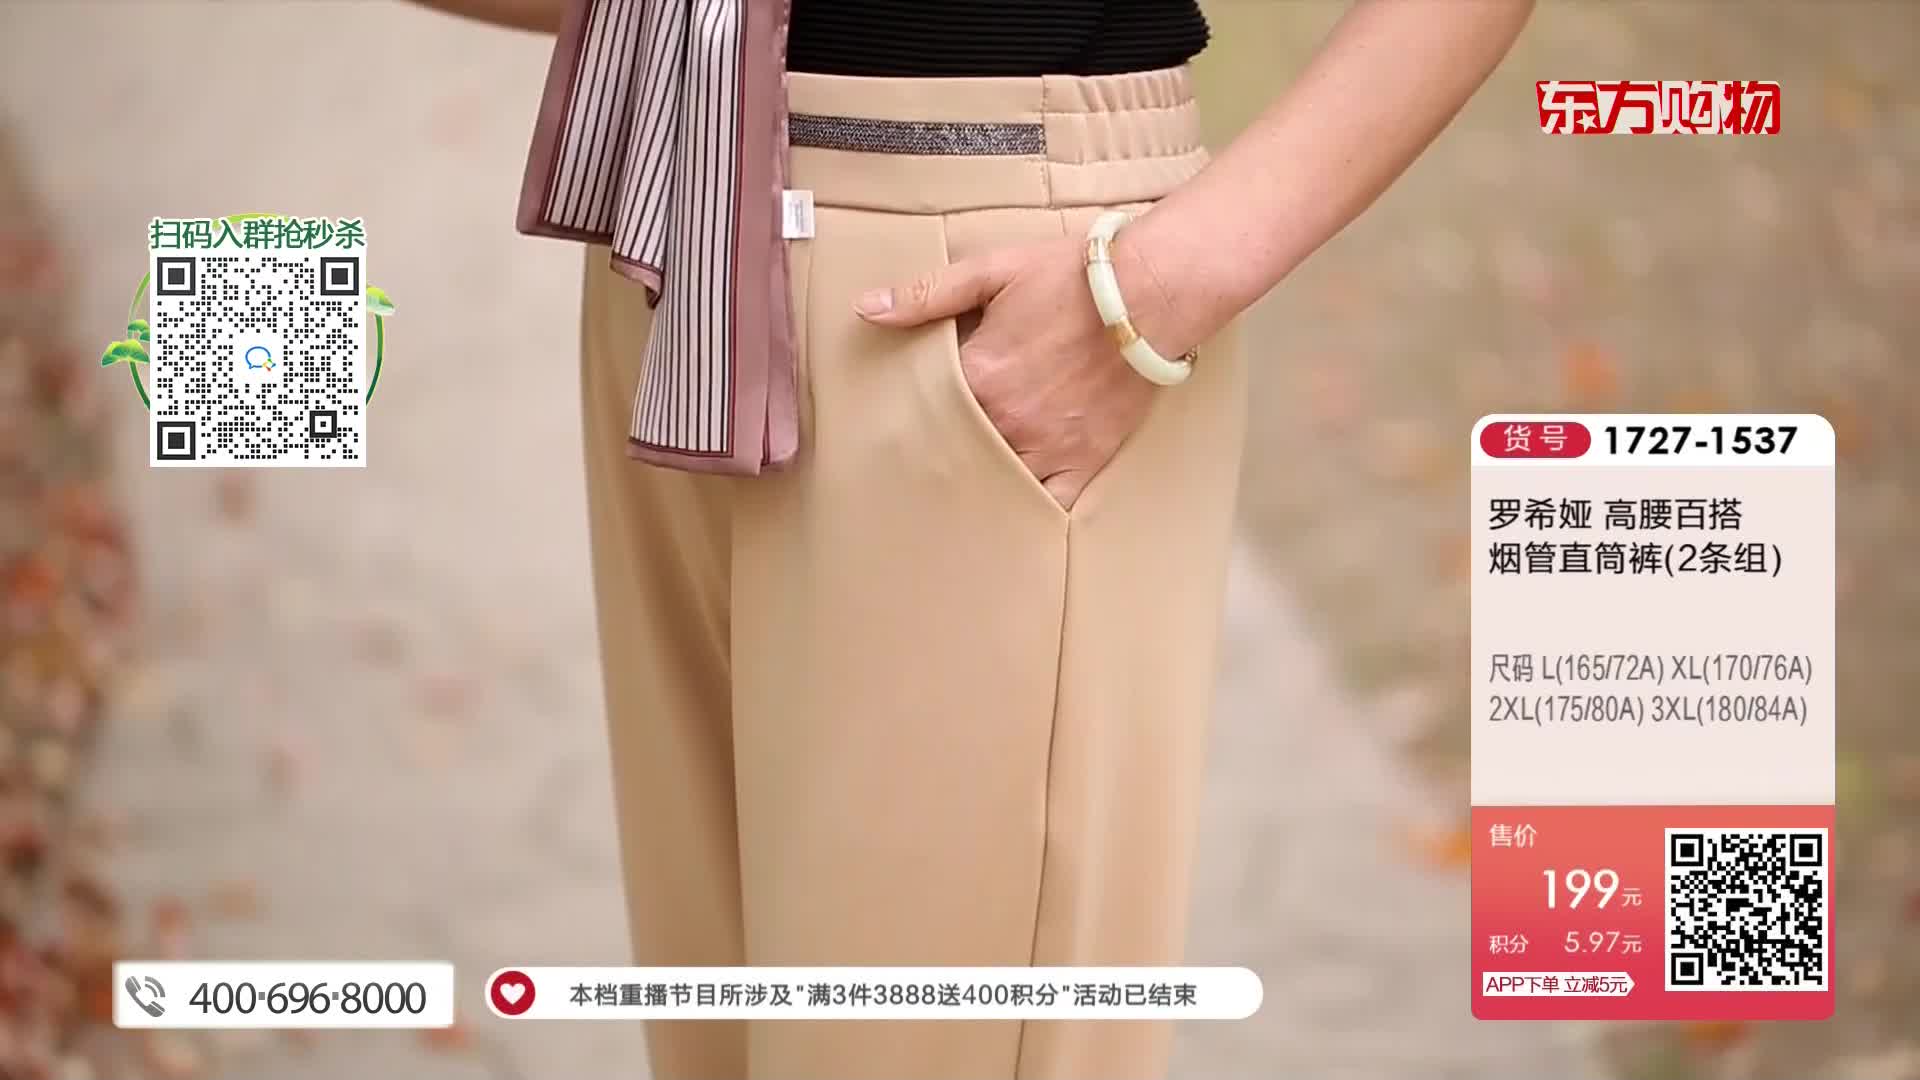 东方购物
扫码入群抢秒杀
货号 1727-1537
罗希娅 高腰百搭
烟管直筒裤(2条组)
尺码 L(165/72A) XL(170/76A)
2XL(175/80A) 3XL(180/84A)
售价
199元
积分 5.97元
APP下单 立减5元
400·696·8000
本档重播节目所涉及"满3件3888送400积分"活动已结束